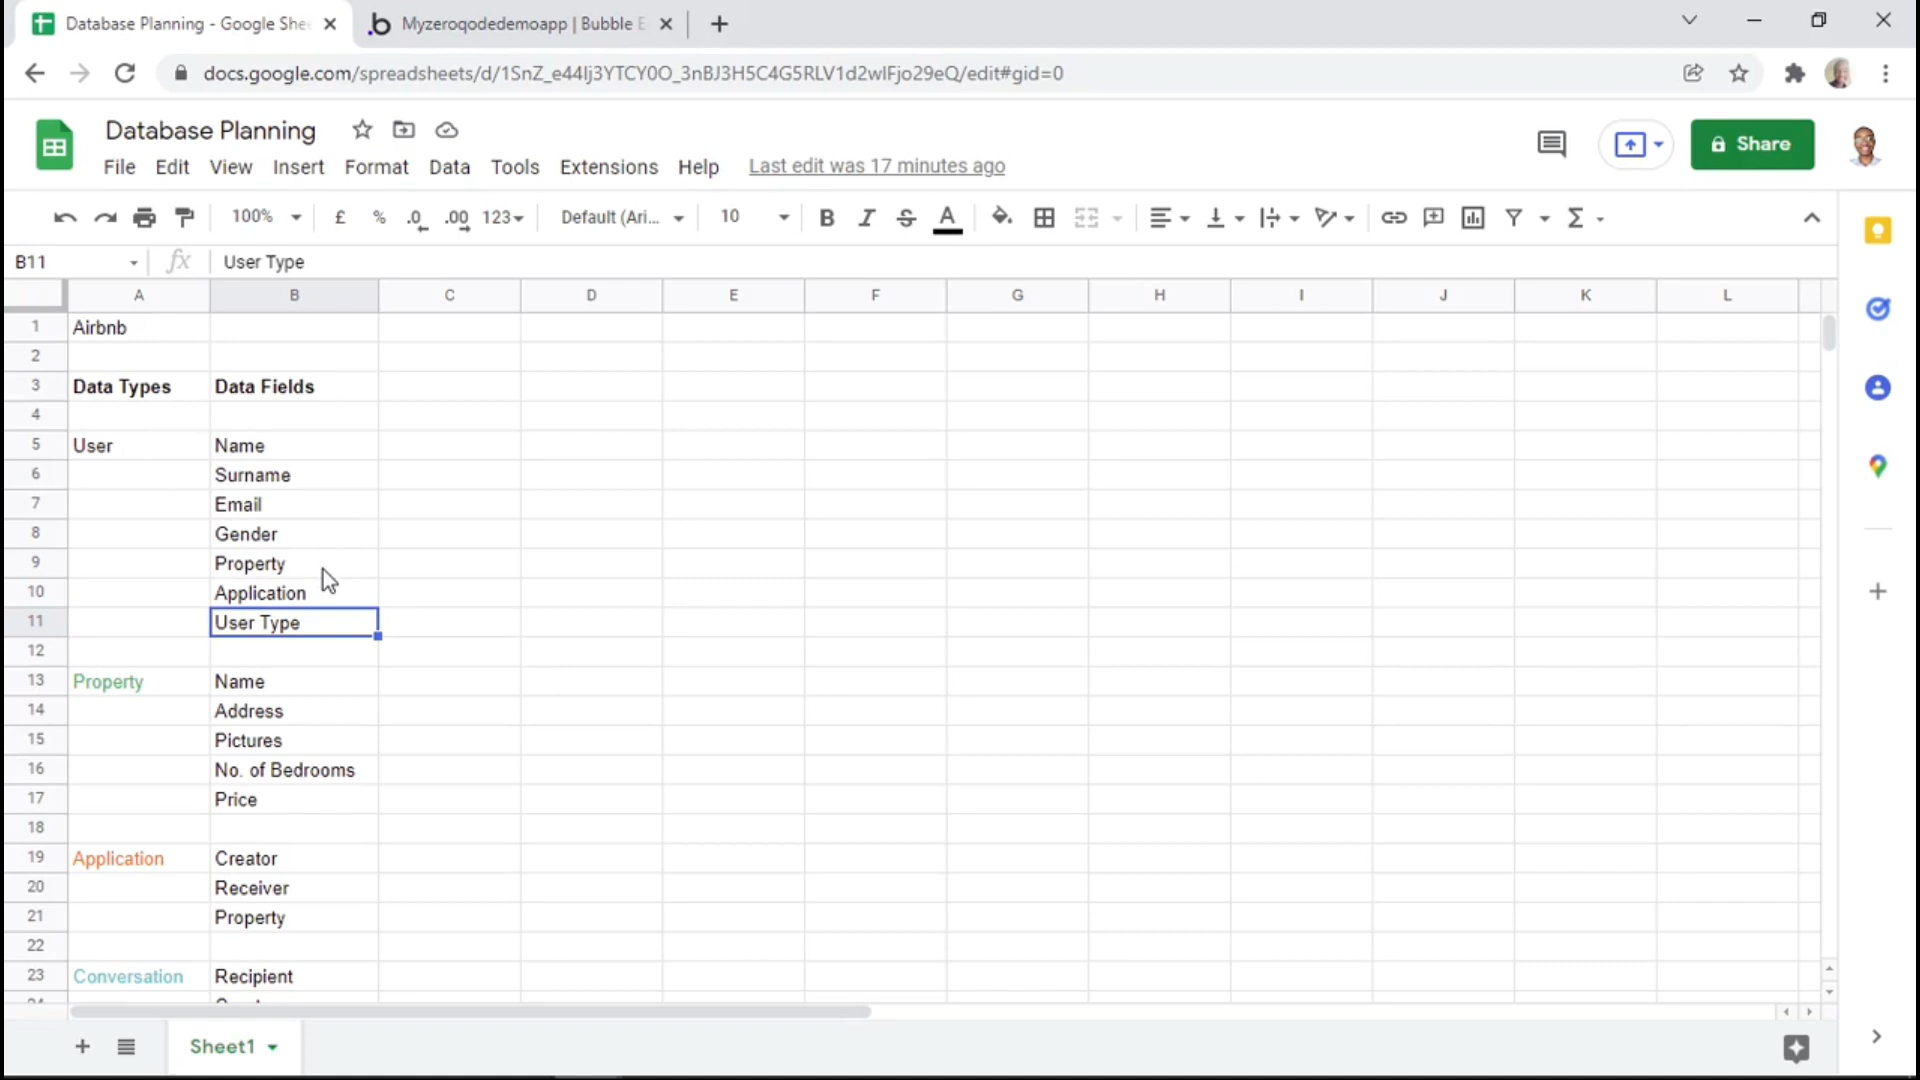 Database Planning - Google She
Myzeroqodedemoapp | Bubble E
docs.google.com/spreadsheets/d/1SnZ_e44Ij3YTCY0O_3nBJ3H5C4G5RLV1d2wIFjo29eQ/edit#gid=0
Database Planning
Share
File Edit View Insert Format Data Tools Extensions Help Last edit was 17 minutes ago
100% £ % .0 .00 123 Default (Ari... 10 B I S A
B11 fx User Type
A B C D E F G H I J K L
1 Airbnb
2
3 Data Types Data Fields
4
5 User Name
6 Surname
7 Email
8 Gender
9 Property
10 Application
11 User Type
12
13 Property Name
14 Address
15 Pictures
16 No. of Bedrooms
17 Price
18
19 Application Creator
20 Receiver
21 Property
22
23 Conversation Recipient
Sheet1